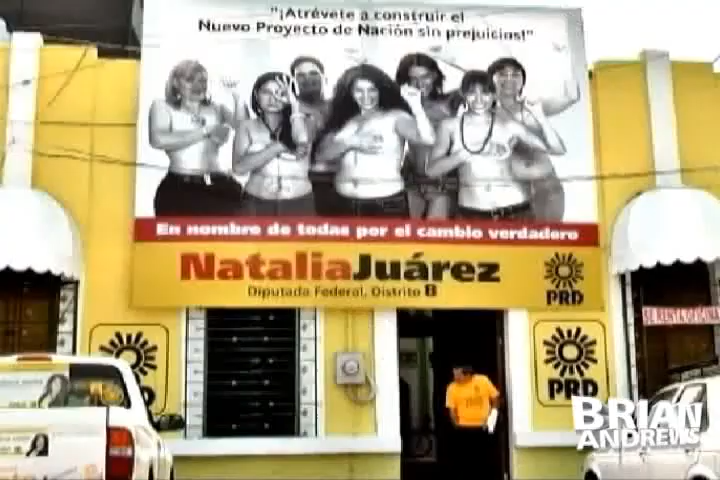 "¡Atrévete a construir el
Nuevo Proyecto de Nación sin prejuicios!"
En nombre de todas por el cambio verdadero
NataliaJuárez
Diputada Federal, Distrito 8
PRD
PRD
PRD
SE RENTA OFICINA
BRIAN
ANDREWS